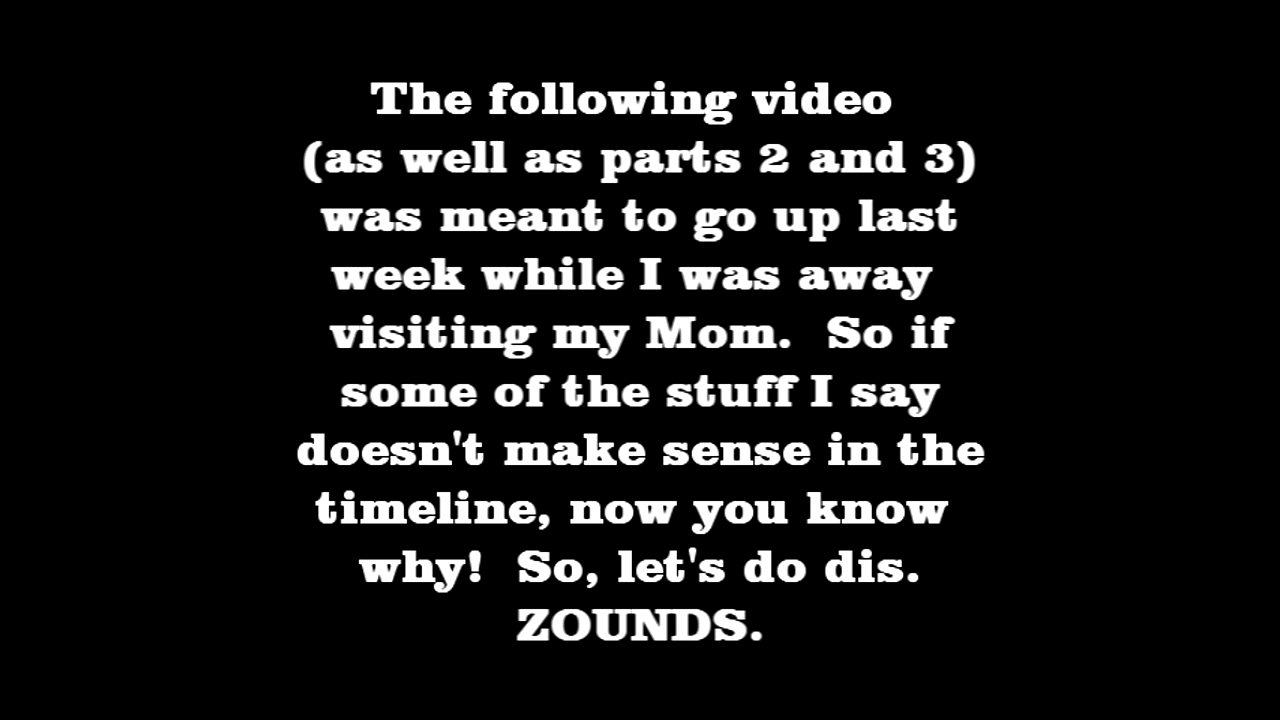 The following video
(as well as parts 2 and 3)
was meant to go up last
week while I was away
visiting my Mom.  So if
some of the stuff I say
doesn't make sense in the
timeline, now you know
why!  So, let's do dis.
ZOUNDS.